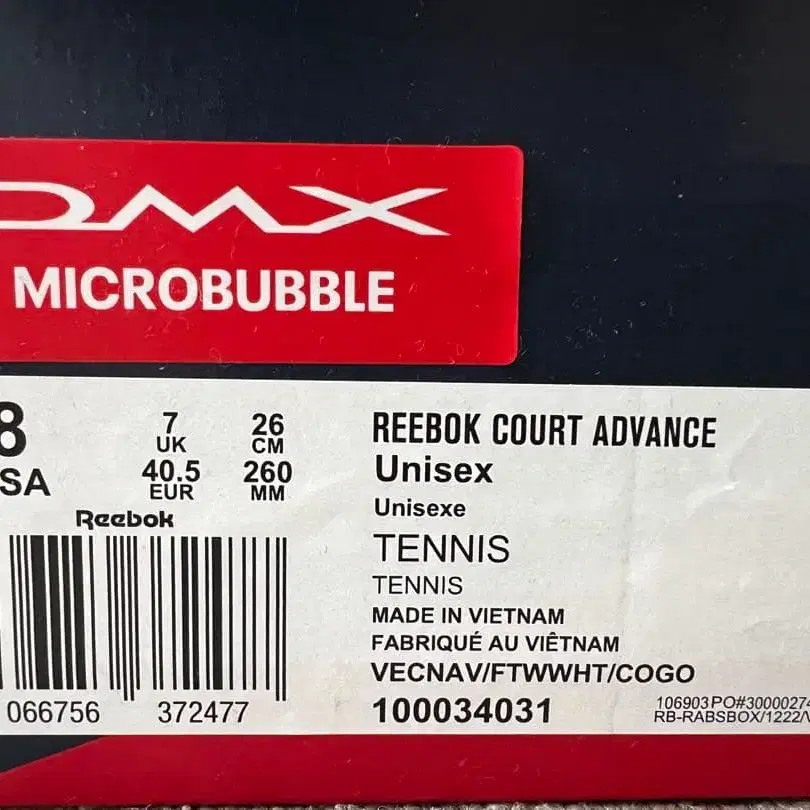 DMX
MICROBUBBLE
8
SA
7
UK
40.5
EUR
26
CM
260
MM
Reebok
066756 372477
REEBOK COURT ADVANCE
Unisex
Unisexe
TENNIS
TENNIS
MADE IN VIETNAM
FABRIQUÉ AU VIÊTNAM
VECNAV/FTWWHT/COGO
100034031
106903 PO#30000274
RB-RABSBOX/1222/